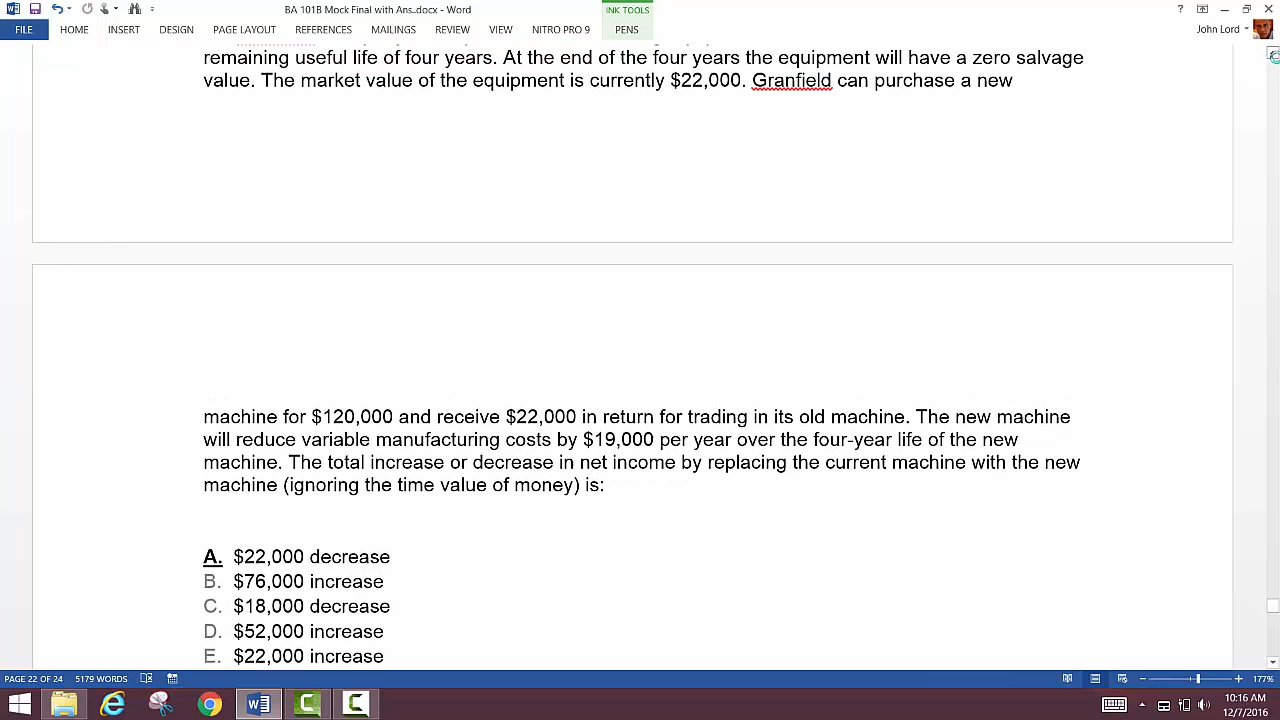 BA 101B Mock Final with Ans..docx - Word
INK TOOLS
FILE HOME INSERT DESIGN PAGE LAYOUT REFERENCES MAILINGS REVIEW VIEW NITRO PRO 9 PENS John Lord
remaining useful life of four years. At the end of the four years the equipment will have a zero salvage
value. The market value of the equipment is currently $22,000. Granfield can purchase a new
machine for $120,000 and receive $22,000 in return for trading in its old machine. The new machine
will reduce variable manufacturing costs by $19,000 per year over the four-year life of the new
machine. The total increase or decrease in net income by replacing the current machine with the new
machine (ignoring the time value of money) is:
A. $22,000 decrease
B. $76,000 increase
C. $18,000 decrease
D. $52,000 increase
E. $22,000 increase
PAGE 22 OF 24 5179 WORDS 177%
10:16 AM
12/7/2016